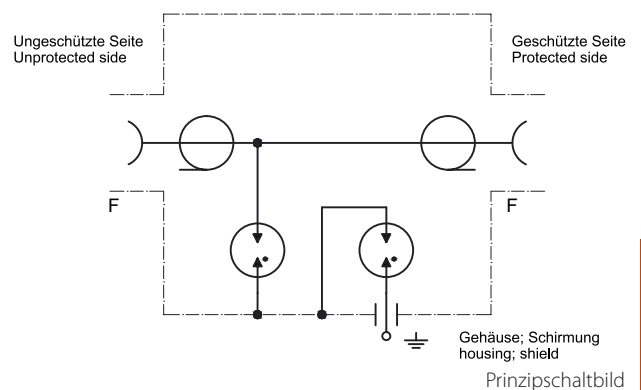 Ungeschützte Seite
Unprotected side
Geschützte Seite
Protected side
F
F
Gehäuse; Schirmung
housing; shield
Prinzipschaltbild